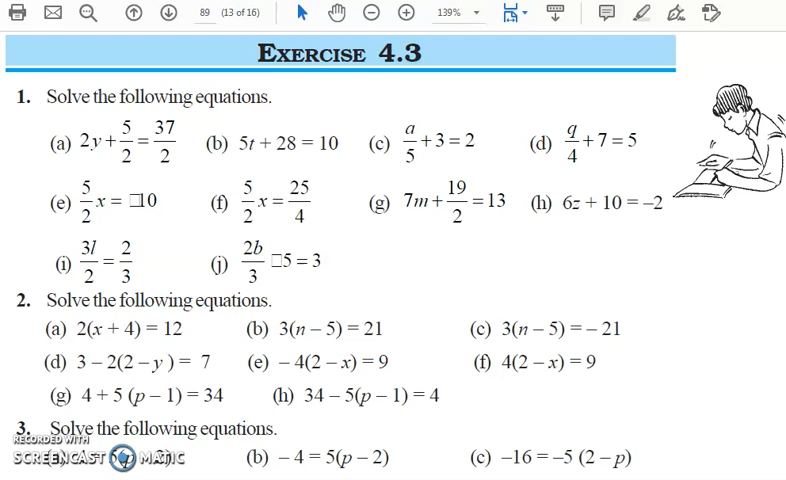 89 (13 of 16) 139%
EXERCISE 4.3
1. Solve the following equations.
(a) 2y + 5/2 = 37/2 (b) 5t + 28 = 10 (c) a/5 + 3 = 2 (d) q/4 + 7 = 5
(e) 5/2 x = □10 (f) 5/2 x = 25/4 (g) 7m + 19/2 = 13 (h) 6z + 10 = –2
(i) 3l/2 = 2/3 (j) 2b/3 □5 = 3
2. Solve the following equations.
(a) 2(x + 4) = 12 (b) 3(n – 5) = 21 (c) 3(n – 5) = – 21
(d) 3 – 2(2 – y) = 7 (e) – 4(2 – x) = 9 (f) 4(2 – x) = 9
(g) 4 + 5 (p – 1) = 34 (h) 34 – 5(p – 1) = 4
3. Solve the following equations.
RECORDED WITH
SCREENCAST MATIC (b) – 4 = 5(p – 2) (c) –16 = –5 (2 – p)